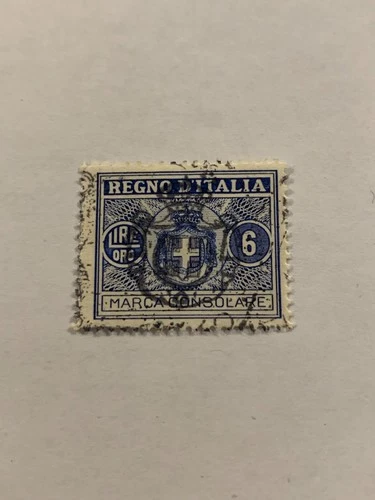 REGNO D'ITALIA
LIRE ORO
6
MARCA CONSOLARE